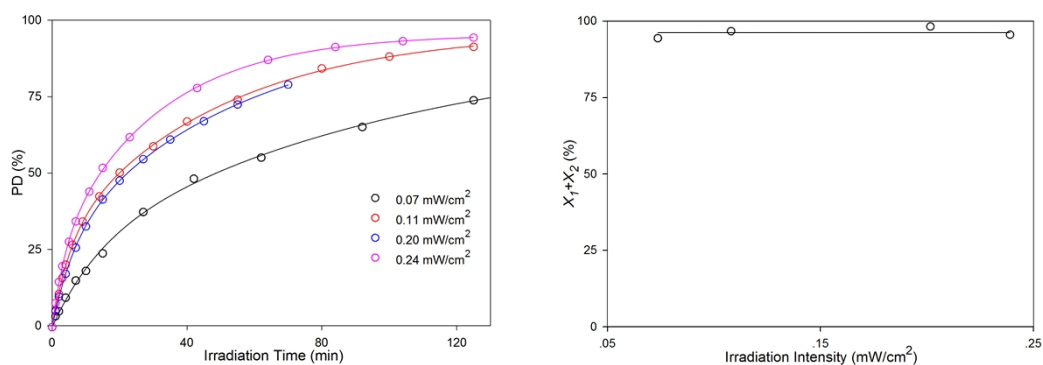 100
75
50
25
0
PD (%)
0.07 mW/cm²
0.11 mW/cm²
0.20 mW/cm²
0.24 mW/cm²
0 40 80 120
Irradiation Time (min)
100
75
50
25
0
X₁+X₂ (%)
.05 .15 .25
Irradiation Intensity (mW/cm²)